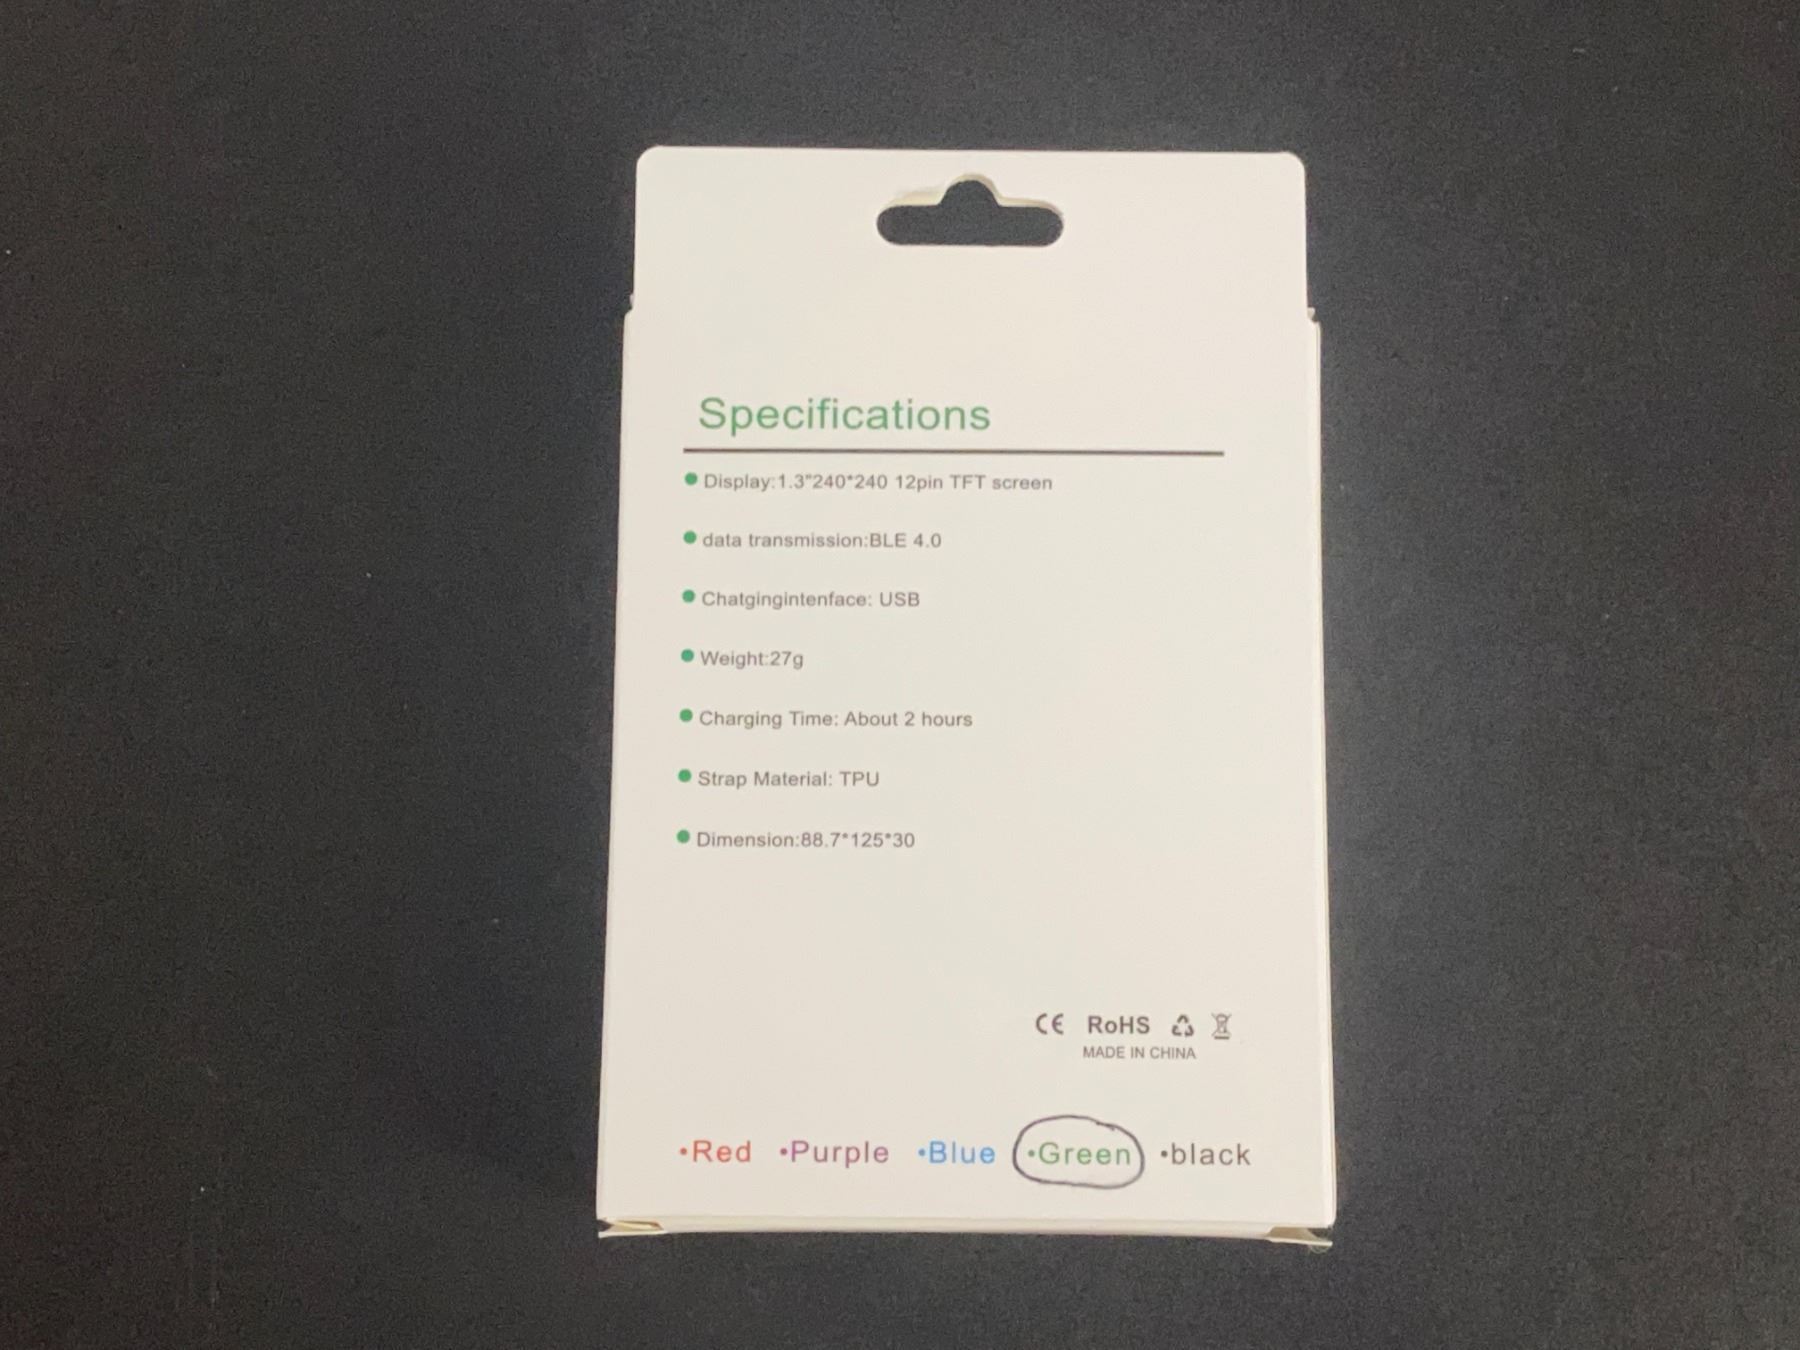 Specifications
Display:1.3"240*240 12pin TFT screen
data transmission:BLE 4.0
Chatgingintenface: USB
Weight:27g
Charging Time: About 2 hours
Strap Material: TPU
Dimension:88.7*125*30
CE RoHS
MADE IN CHINA
•Red •Purple •Blue •Green •black